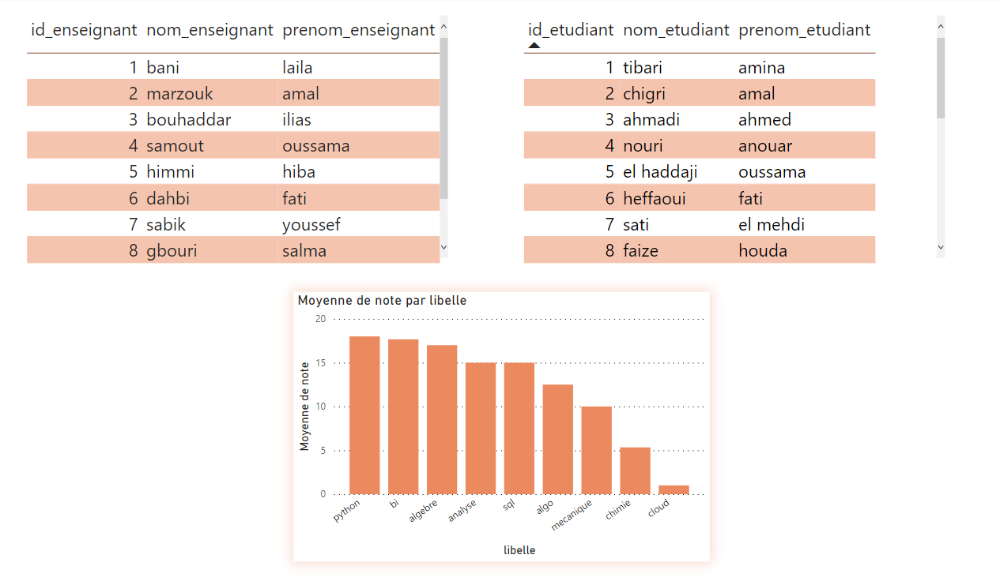 id_enseignant nom_enseignant prenom_enseignant
1 bani laila
2 marzouk amal
3 bouhaddar ilias
4 samout oussama
5 himmi hiba
6 dahbi fati
7 sabik youssef
8 gbouri salma
id_etudiant nom_etudiant prenom_etudiant
1 tibari amina
2 chigri amal
3 ahmadi ahmed
4 nouri anouar
5 el haddaji oussama
6 heffaoui fati
7 sati el mehdi
8 faize houda
Moyenne de note par libelle
Moyenne de note
20
15
10
5
0
python bi algebre analyse sql algo mecanique chimie cloud
libelle